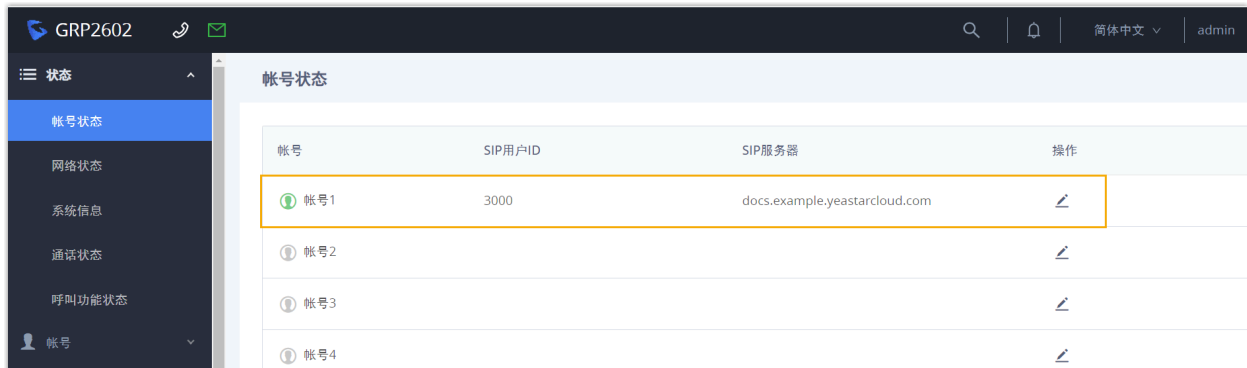 GRP2602
简体中文
admin
状态
帐号状态
网络状态
系统信息
通话状态
呼叫功能状态
帐号
帐号状态
帐号 SIP用户ID SIP服务器 操作
帐号1 3000 docs.example.yeastarcloud.com
帐号2
帐号3
帐号4